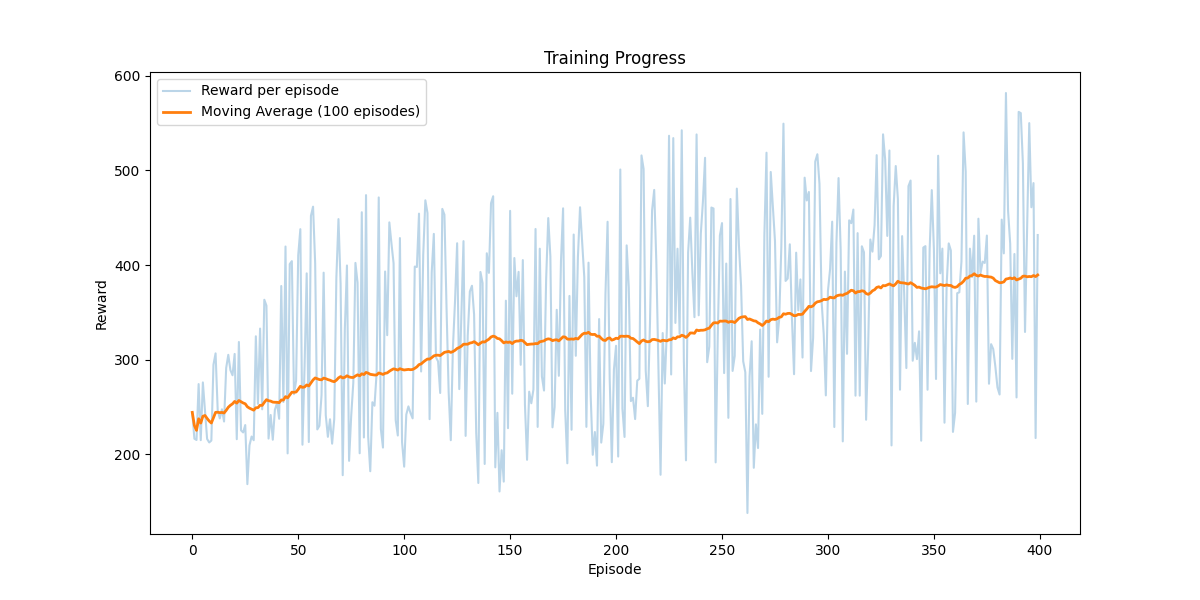 Training Progress
Reward per episode
Moving Average (100 episodes)
600
500
400
300
200
Reward
0
50
100
150
200
250
300
350
400
Episode